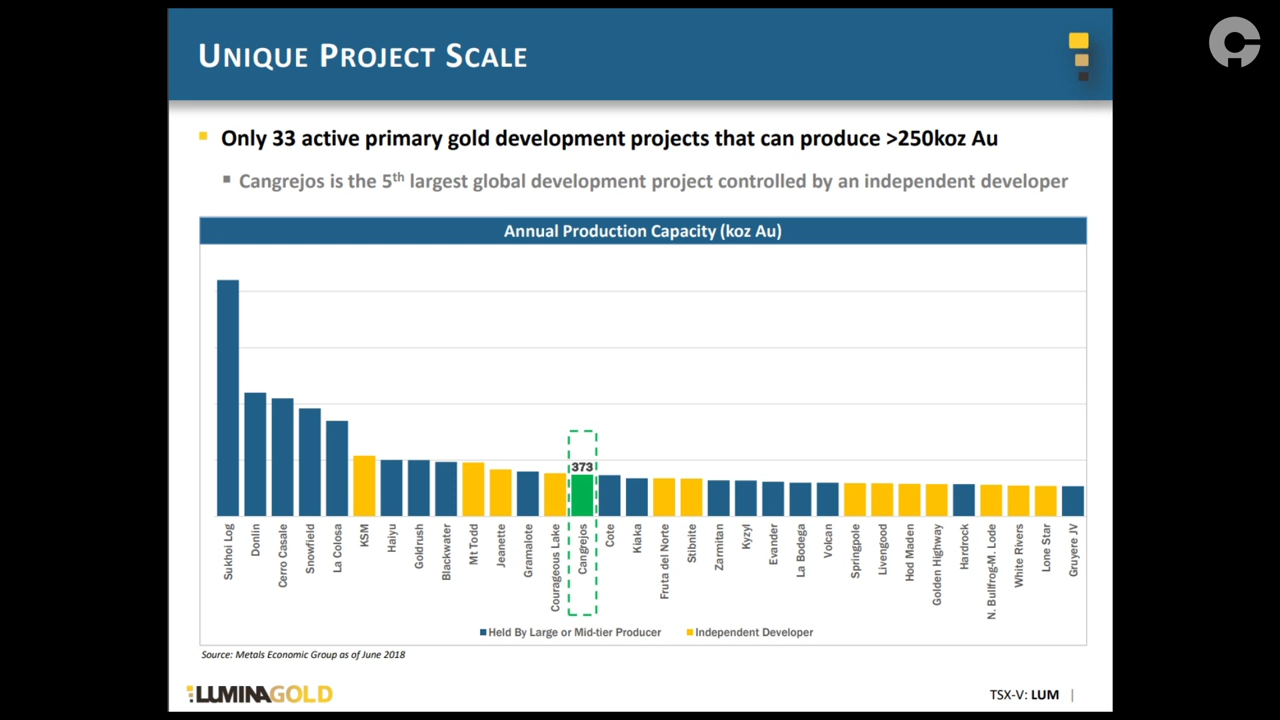 UNIQUE PROJECT SCALE
Only 33 active primary gold development projects that can produce >250koz Au
Cangrejos is the 5th largest global development project controlled by an independent developer
Annual Production Capacity (koz Au)
373
Sukhoi Log
Donlin
Cerro Casale
Snowfield
La Colosa
KSM
Haiyu
Goldrush
Blackwater
Mt Todd
Jeanette
Gramalote
Courageous Lake
Cangrejos
Cote
Kiaka
Fruta del Norte
Stibnite
Zarmitan
Kyzyl
Evander
La Bodega
Volcan
Springpole
Livengood
Hod Maden
Golden Highway
Hardrock
N. Bullfrog-M. Lode
White Rivers
Lone Star
Gruyere JV
Held By Large or Mid-tier Producer
Independent Developer
Source: Metals Economic Group as of June 2018
LUMINAGOLD
TSX-V: LUM |